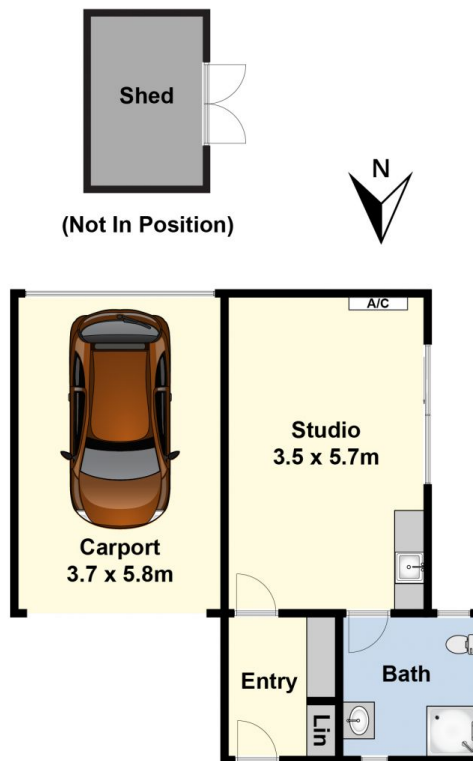 Shed
(Not In Position)
N
A/C
Studio
3.5 x 5.7m
Carport
3.7 x 5.8m
Entry
Bath
Lin